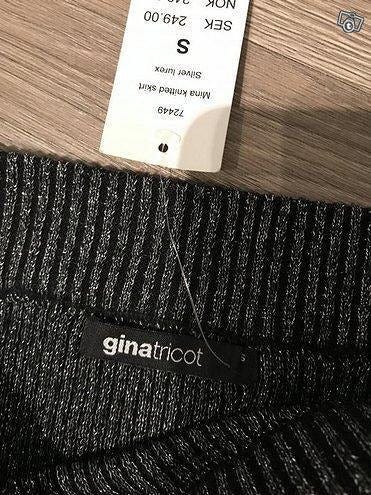 72449
Mina knitted skirt
Silver lurex
S
SEK 249.00
NOK
ginatricot
S